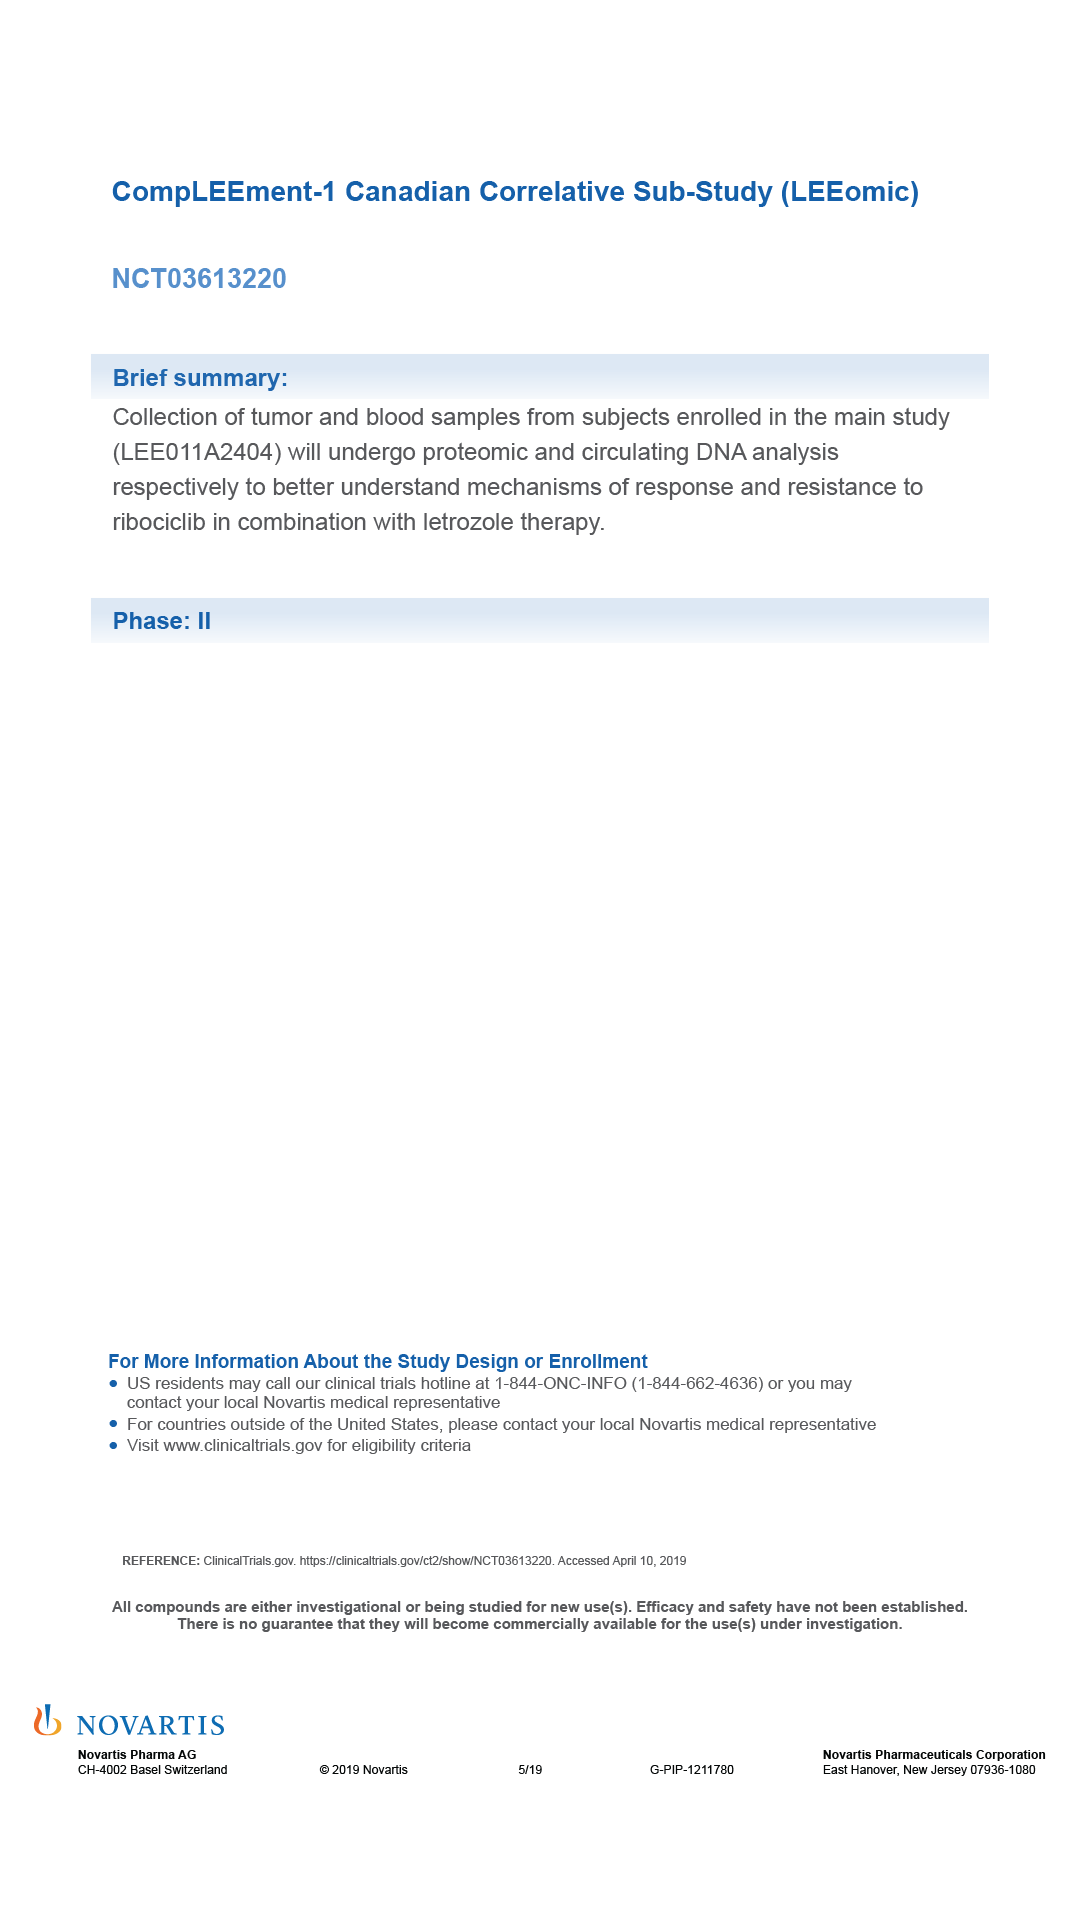 CompLEEment-1 Canadian Correlative Sub-Study (LEEomic)
NCT03613220
Brief summary:
Collection of tumor and blood samples from subjects enrolled in the main study
(LEE011A2404) will undergo proteomic and circulating DNA analysis
respectively to better understand mechanisms of response and resistance to
ribociclib in combination with letrozole therapy.
Phase: II
For More Information About the Study Design or Enrollment
● US residents may call our clinical trials hotline at 1-844-ONC-INFO (1-844-662-4636) or you may
contact your local Novartis medical representative
● For countries outside of the United States, please contact your local Novartis medical representative
● Visit www.clinicaltrials.gov for eligibility criteria
REFERENCE: ClinicalTrials.gov. https://clinicaltrials.gov/ct2/show/NCT03613220. Accessed April 10, 2019
All compounds are either investigational or being studied for new use(s). Efficacy and safety have not been established.
There is no guarantee that they will become commercially available for the use(s) under investigation.
NOVARTIS
Novartis Pharma AG
CH-4002 Basel Switzerland
© 2019 Novartis
5/19
G-PIP-1211780
Novartis Pharmaceuticals Corporation
East Hanover, New Jersey 07936-1080